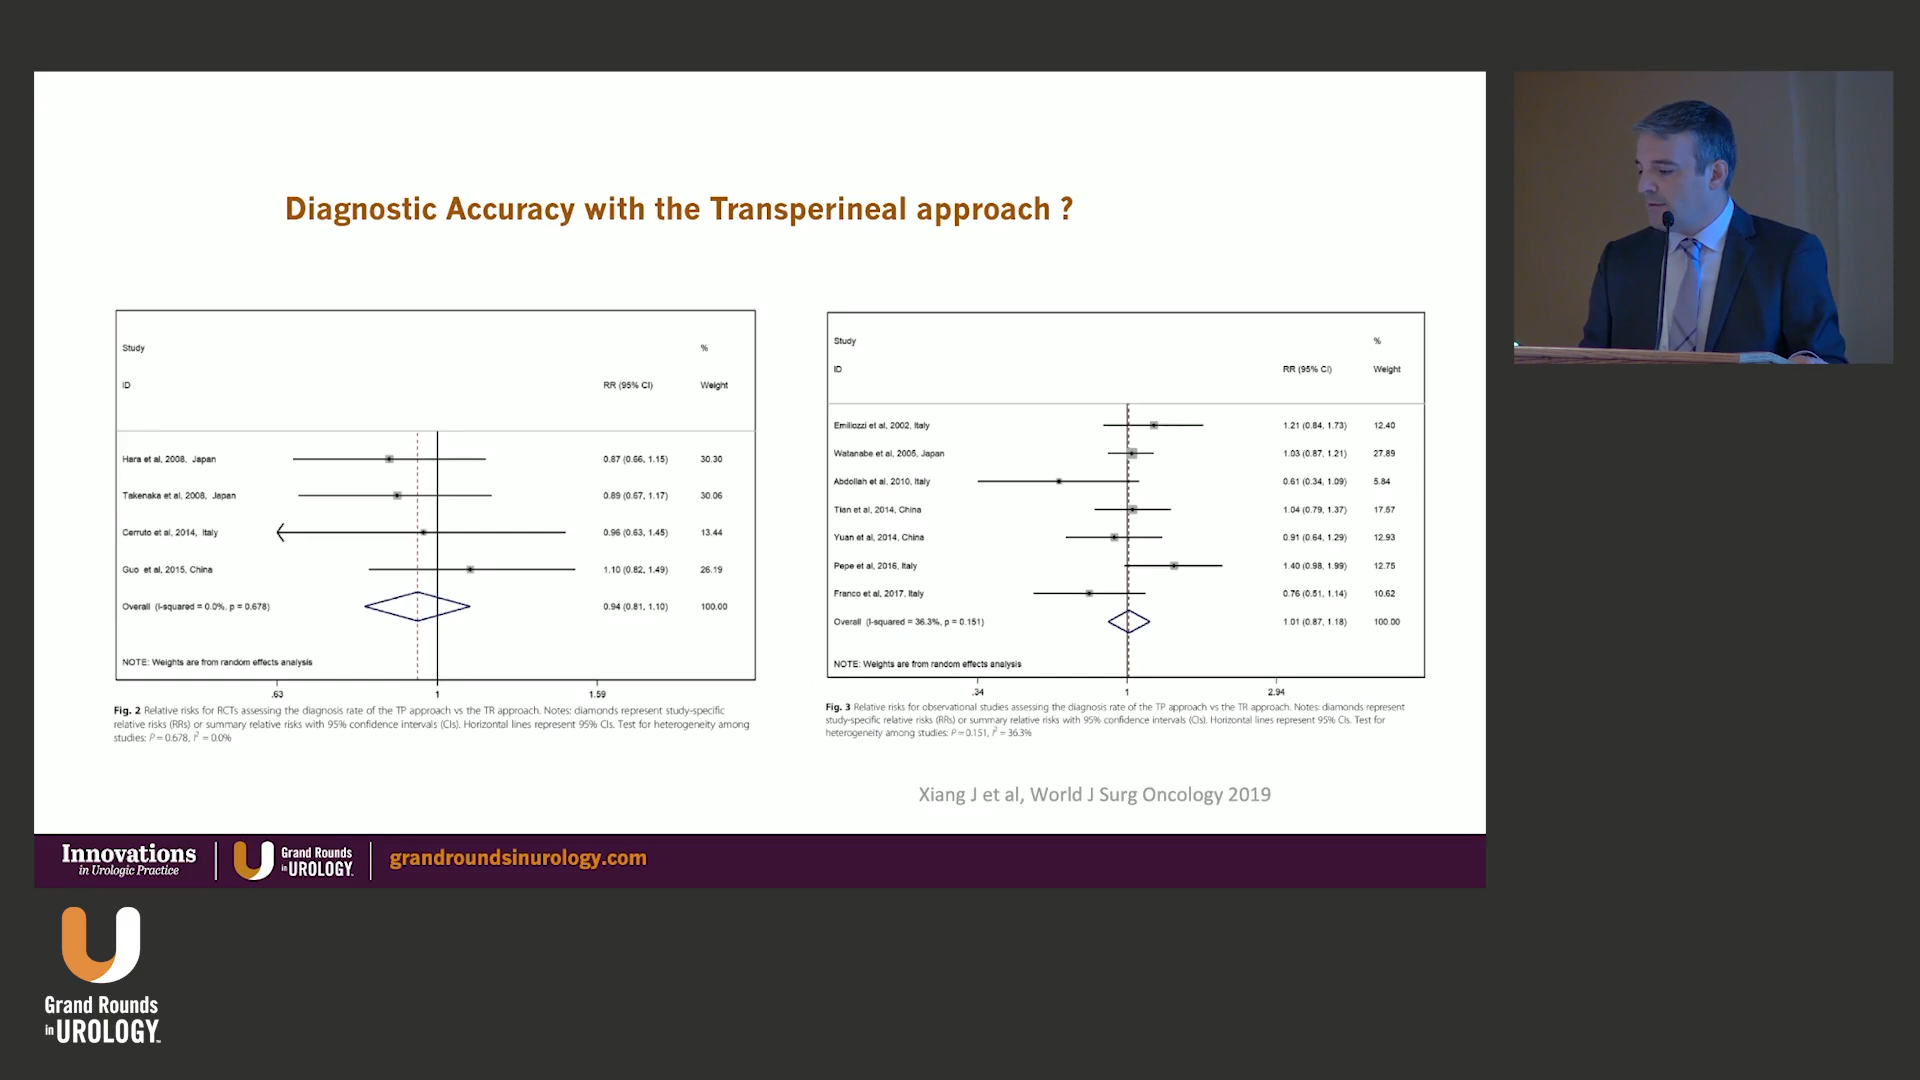 Diagnostic Accuracy with the Transperineal approach ?
Study %
ID RR (95% CI) Weight
Hara et al, 2008, Japan 0.87 (0.66, 1.15) 30.30
Takenaka et al, 2008, Japan 0.89 (0.67, 1.17) 30.06
Cerruto et al, 2014, Italy 0.96 (0.63, 1.45) 13.44
Guo et al, 2015, China 1.10 (0.82, 1.49) 26.19
Overall (I-squared = 0.0%, p = 0.678) 0.94 (0.81, 1.10) 100.00
NOTE: Weights are from random effects analysis
.63 1 1.59
Fig. 2 Relative risks for RCTs assessing the diagnosis rate of the TP approach vs the TR approach. Notes: diamonds represent study-specific
relative risks (RRs) or summary relative risks with 95% confidence intervals (CIs). Horizontal lines represent 95% CIs. Test for heterogeneity among
studies: P = 0.678, I² = 0.0%
Study %
ID RR (95% CI) Weight
Emiliozzi et al, 2002, Italy 1.21 (0.84, 1.73) 12.40
Watanabe et al, 2005, Japan 1.03 (0.87, 1.21) 27.89
Abdollah et al, 2010, Italy 0.61 (0.34, 1.09) 5.84
Tian et al, 2014, China 1.04 (0.79, 1.37) 17.57
Yuan et al, 2014, China 0.91 (0.64, 1.29) 12.93
Pepe et al, 2016, Italy 1.40 (0.98, 1.99) 12.75
Franco et al, 2017, Italy 0.76 (0.51, 1.14) 10.62
Overall (I-squared = 36.3%, p = 0.151) 1.01 (0.87, 1.18) 100.00
NOTE: Weights are from random effects analysis
.34 1 2.94
Fig. 3 Relative risks for observational studies assessing the diagnosis rate of the TP approach vs the TR approach. Notes: diamonds represent
study-specific relative risks (RRs) or summary relative risks with 95% confidence intervals (CIs). Horizontal lines represent 95% CIs. Test for
heterogeneity among studies: P = 0.151, I² = 36.3%
Xiang J et al, World J Surg Oncology 2019
Innovations
in Urologic Practice
Grand Rounds
in UROLOGY™
grandroundsinurology.com
Grand Rounds
in UROLOGY™